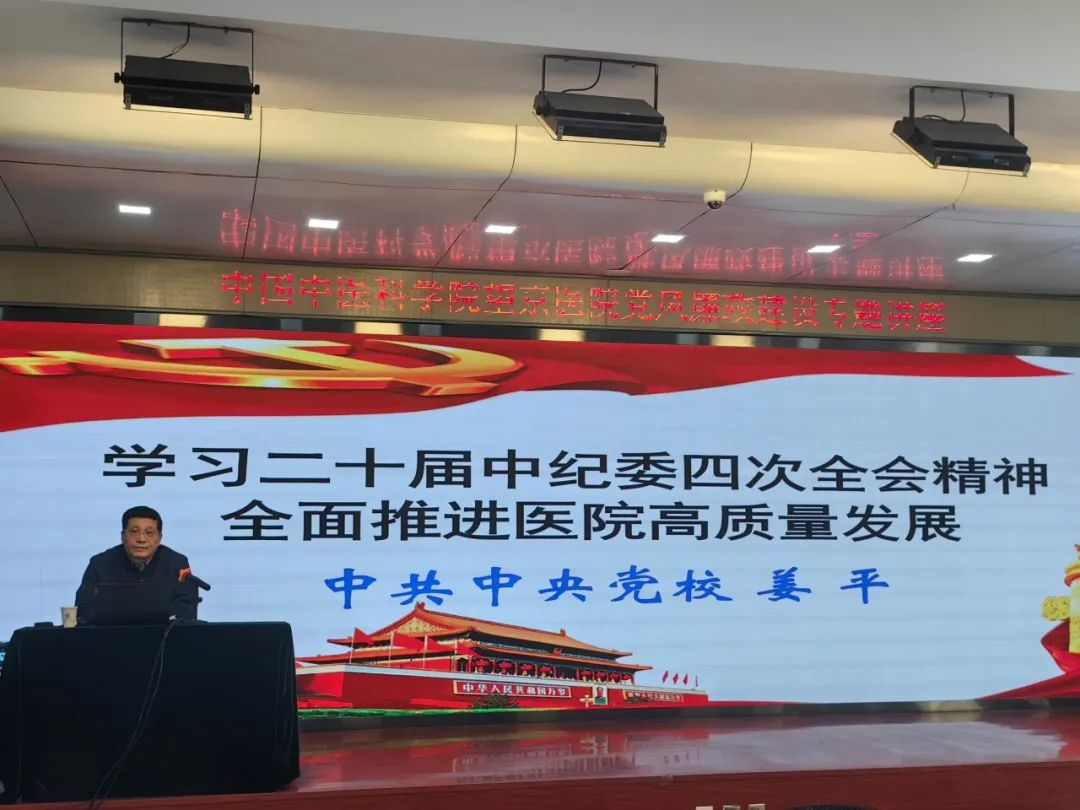 中国中医科学院望京医院党风廉政建设专题讲座
学习二十届中纪委四次全会精神
全面推进医院高质量发展
中共中央党校 姜 平
中华人民共和国万岁